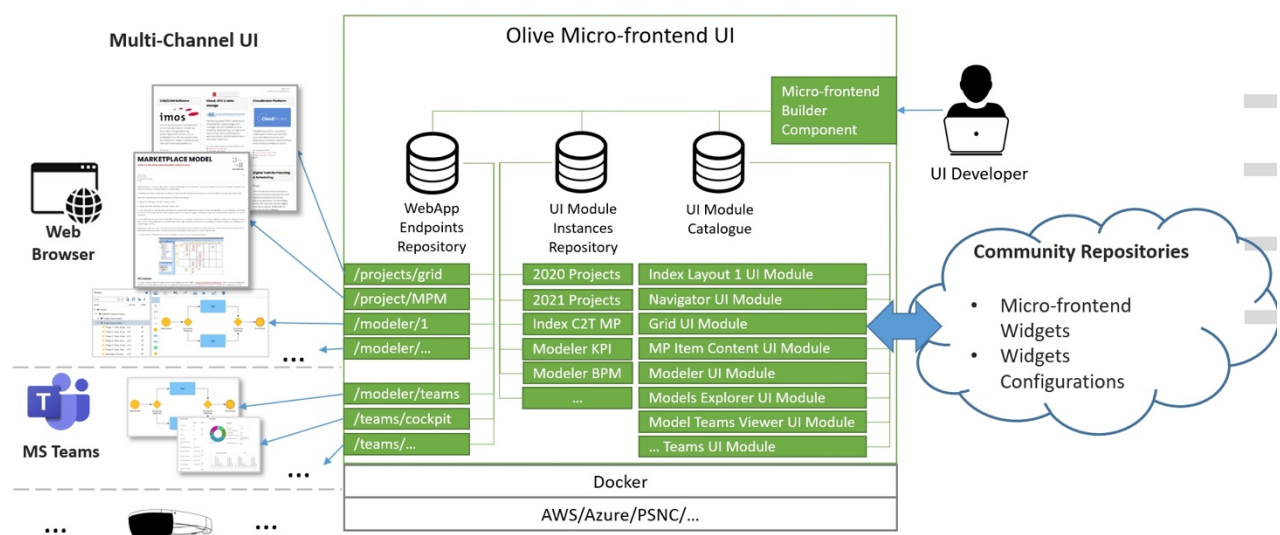 Multi-Channel UI
imos
MARKETPLACE MODEL
Web
Browser
...
T
MS Teams
...
...
...
Olive Micro-frontend UI
Micro-frontend
Builder
Component
WebApp
Endpoints
Repository
UI Module
Instances
Repository
UI Module
Catalogue
/projects/grid
/project/MPM
/modeler/1
/modeler/...
/modeler/teams
/teams/cockpit
/teams/...
2020 Projects
2021 Projects
Index C2T MP
Modeler KPI
Modeler BPM
...
Index Layout 1 UI Module
Navigator UI Module
Grid UI Module
MP Item Content UI Module
Modeler UI Module
Models Explorer UI Module
Model Teams Viewer UI Module
... Teams UI Module
Docker
AWS/Azure/PSNC/...
UI Developer
Community Repositories
• Micro-frontend
Widgets
• Widgets
Configurations